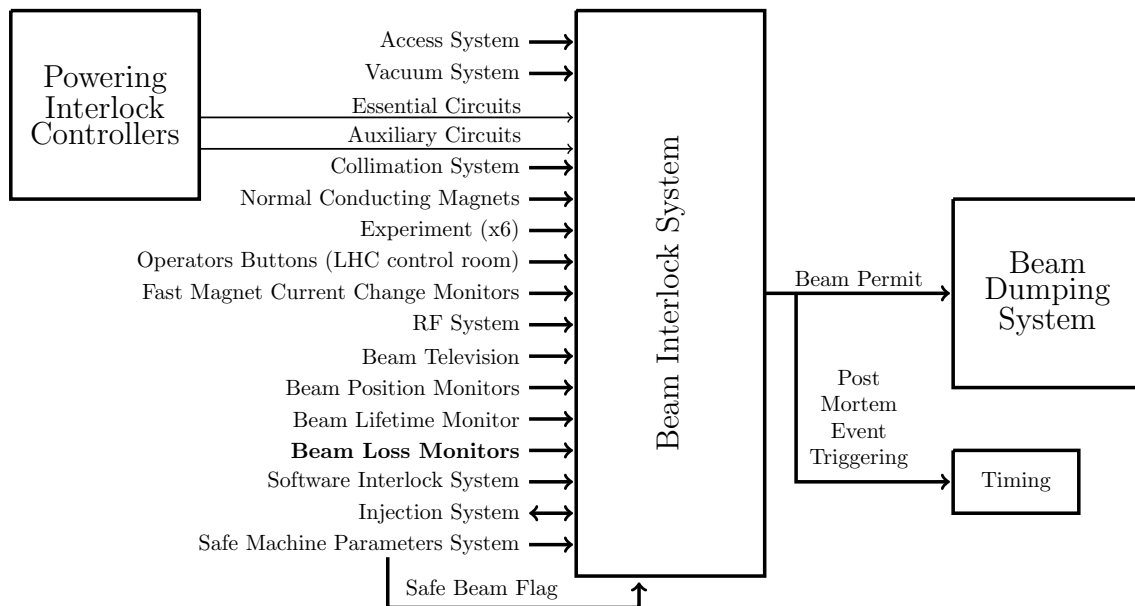 Powering
Interlock
Controllers
Access System
Vacuum System
Essential Circuits
Auxiliary Circuits
Collimation System
Normal Conducting Magnets
Experiment (x6)
Operators Buttons (LHC control room)
Fast Magnet Current Change Monitors
RF System
Beam Television
Beam Position Monitors
Beam Lifetime Monitor
Beam Loss Monitors
Software Interlock System
Injection System
Safe Machine Parameters System
Safe Beam Flag
Beam Interlock System
Beam Permit
Beam
Dumping
System
Post
Mortem
Event
Triggering
Timing